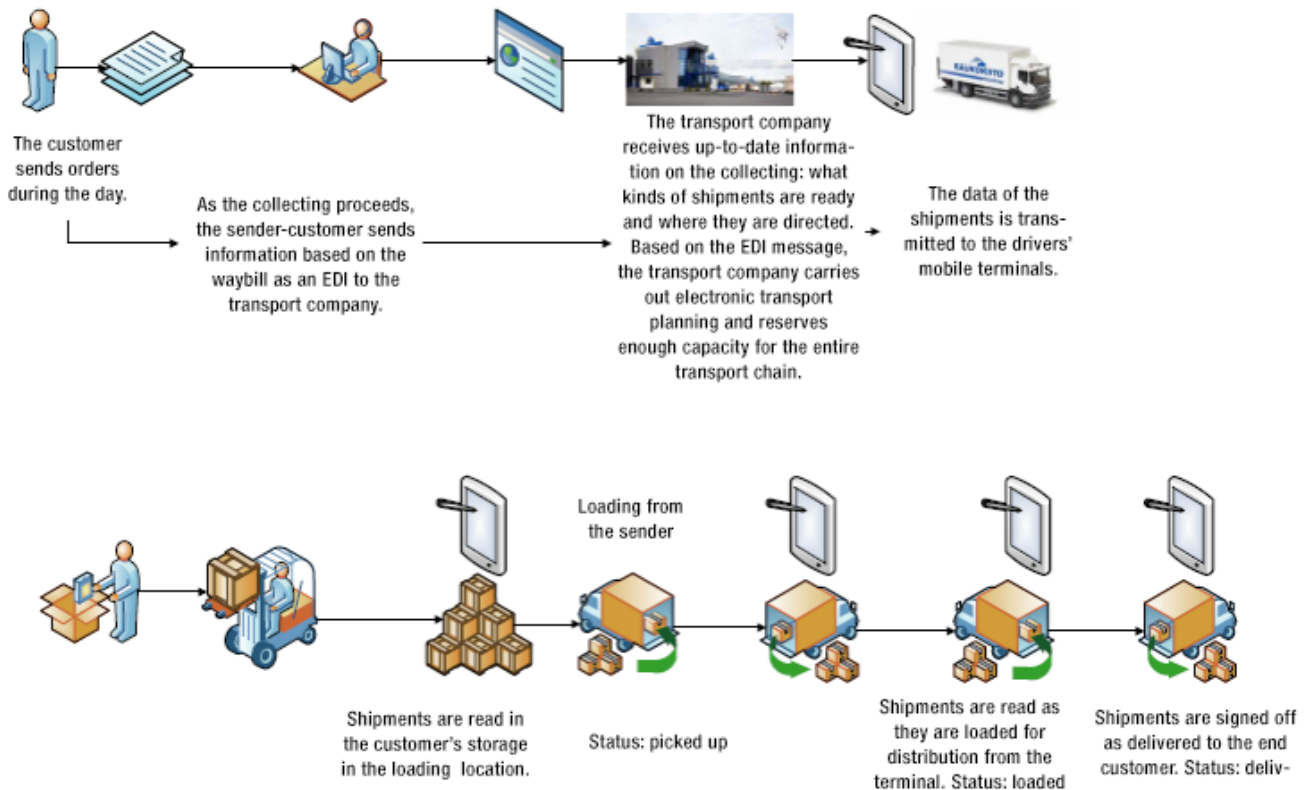 KAUKOKIITO
The customer
sends orders
during the day.
As the collecting proceeds,
the sender-customer sends
information based on the
waybill as an EDI to the
transport company.
The transport company
receives up-to-date informa-
tion on the collecting: what
kinds of shipments are ready
and where they are directed.
Based on the EDI message,
the transport company carries
out electronic transport
planning and reserves
enough capacity for the entire
transport chain.
The data of the
shipments is trans-
mitted to the drivers’
mobile terminals.
Loading from
the sender
Shipments are read in
the customer’s storage
in the loading location.
Status: picked up
Shipments are read as
they are loaded for
distribution from the
terminal. Status: loaded
Shipments are signed off
as delivered to the end
customer. Status: deliv-